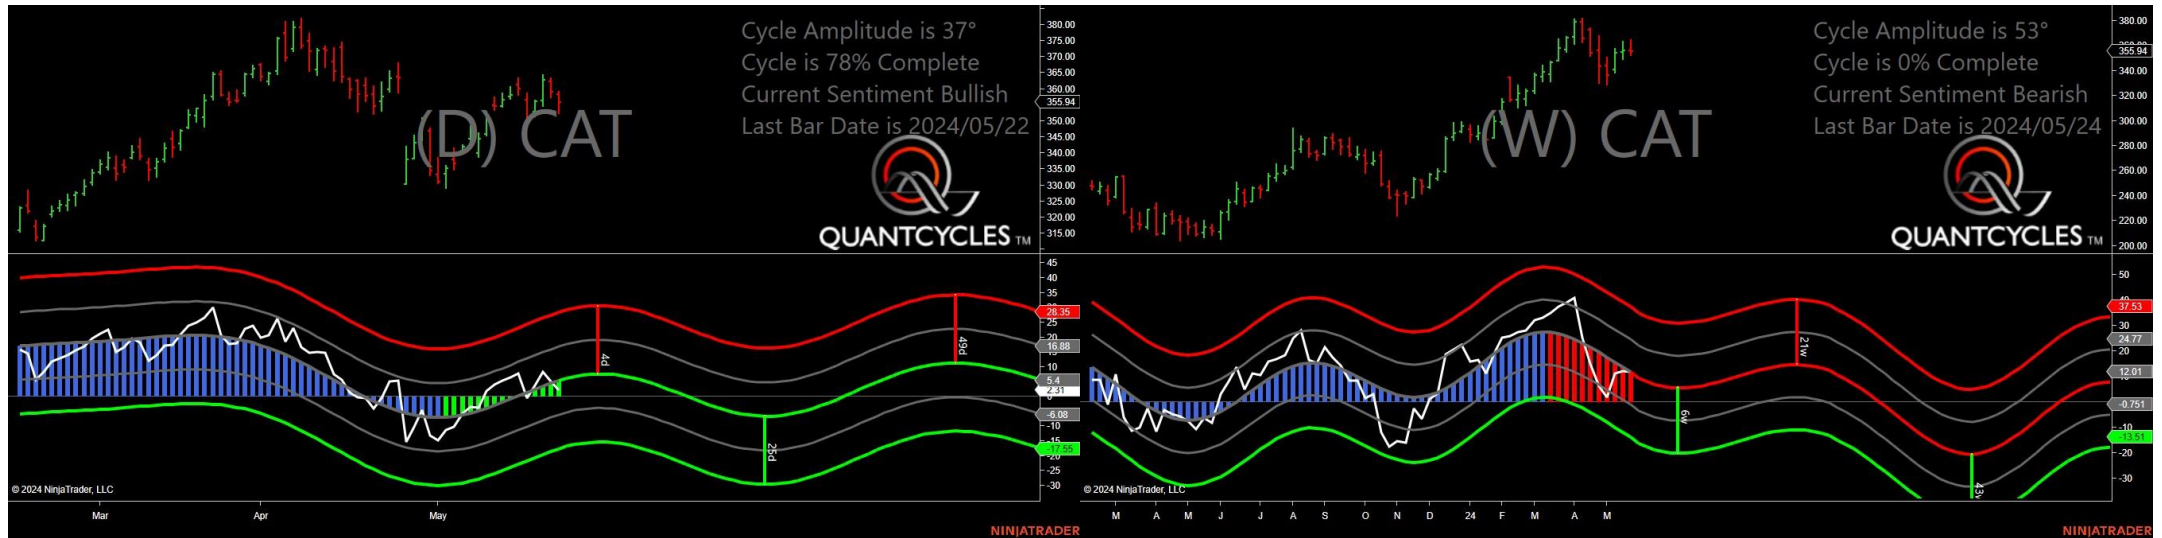 Cycle Amplitude is 37°
Cycle is 78% Complete
Current Sentiment Bullish
Last Bar Date is 2024/05/22
(D) CAT
QUANTCYCLES TM
380.00
375.00
370.00
365.00
360.00
355.94
350.00
345.00
340.00
335.00
330.00
325.00
320.00
315.00
45
40
35
28.35
25
20
16.88
10
5.4
2.31
-6.08
-10
-15
-17.55
-20
-25
-30
4d
25d
49d
© 2024 NinjaTrader, LLC
Mar
Apr
May
NINJATRADER
Cycle Amplitude is 53°
Cycle is 0% Complete
Current Sentiment Bearish
Last Bar Date is 2024/05/24
(W) CAT
QUANTCYCLES TM
380.00
355.94
340.00
320.00
300.00
280.00
260.00
240.00
220.00
200.00
50
37.53
30
24.77
20
12.01
-0.751
-10
-13.51
-20
-30
6w
21w
© 2024 NinjaTrader, LLC
M A M J J A S O N D 24 F M A M
NINJATRADER